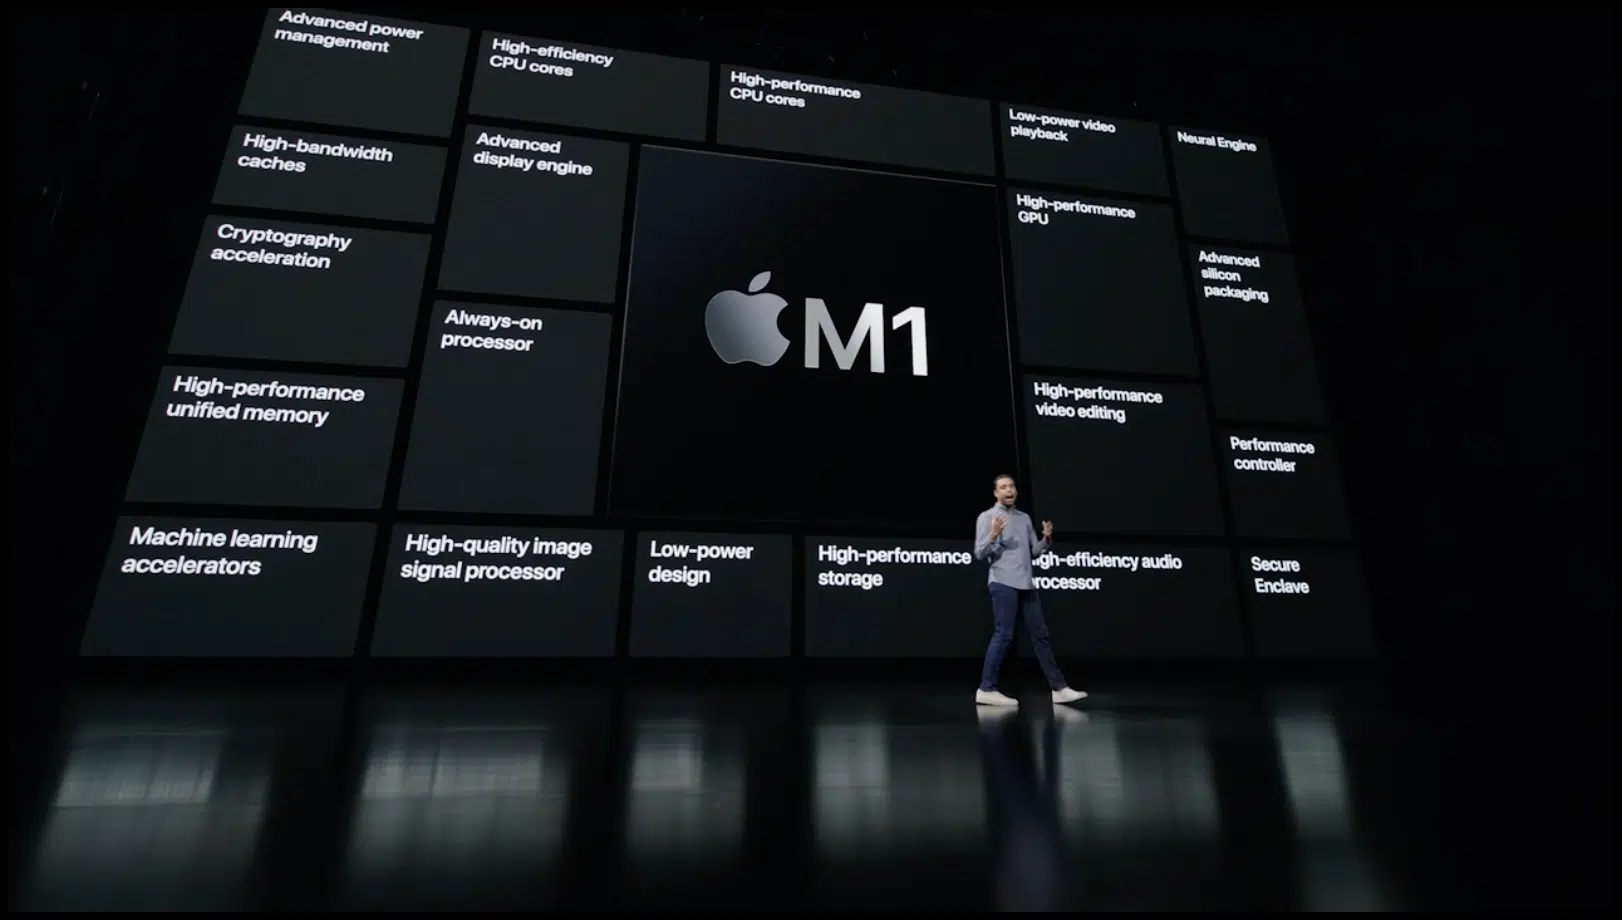 Advanced power
management
High-efficiency
CPU cores
High-performance
CPU cores
Low-power video
playback
Neural Engine
High-bandwidth
caches
Advanced
display engine
High-performance
GPU
Cryptography
acceleration
Advanced
silicon
packaging
M1
Always-on
processor
High-performance
unified memory
High-performance
video editing
Performance
controller
Machine learning
accelerators
High-quality image
signal processor
Low-power
design
High-performance
storage
igh-efficiency audio
rocessor
Secure
Enclave